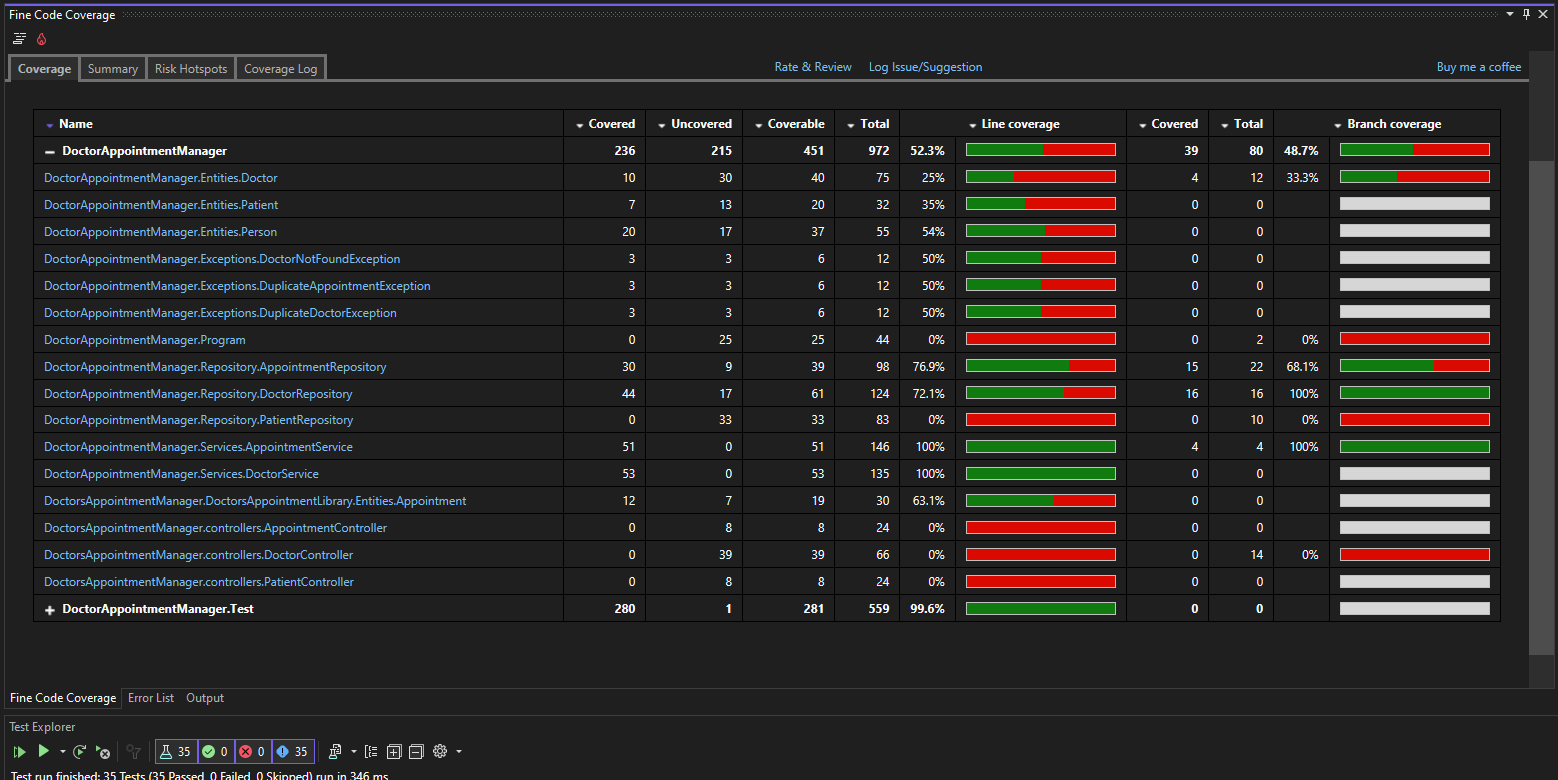 Fine Code Coverage
Coverage Summary Risk Hotspots Coverage Log Rate & Review Log Issue/Suggestion Buy me a coffee
Name Covered Uncovered Coverable Total Line coverage Covered Total Branch coverage
DoctorAppointmentManager 236 215 451 972 52.3% 39 80 48.7%
DoctorAppointmentManager.Entities.Doctor 10 30 40 75 25% 4 12 33.3%
DoctorAppointmentManager.Entities.Patient 7 13 20 32 35% 0 0
DoctorAppointmentManager.Entities.Person 20 17 37 55 54% 0 0
DoctorAppointmentManager.Exceptions.DoctorNotFoundException 3 3 6 12 50% 0 0
DoctorAppointmentManager.Exceptions.DuplicateAppointmentException 3 3 6 12 50% 0 0
DoctorAppointmentManager.Exceptions.DuplicateDoctorException 3 3 6 12 50% 0 0
DoctorAppointmentManager.Program 0 25 25 44 0% 0 2 0%
DoctorAppointmentManager.Repository.AppointmentRepository 30 9 39 98 76.9% 15 22 68.1%
DoctorAppointmentManager.Repository.DoctorRepository 44 17 61 124 72.1% 16 16 100%
DoctorAppointmentManager.Repository.PatientRepository 0 33 33 83 0% 0 10 0%
DoctorAppointmentManager.Services.AppointmentService 51 0 51 146 100% 4 4 100%
DoctorAppointmentManager.Services.DoctorService 53 0 53 135 100% 0 0
DoctorsAppointmentManager.DoctorsAppointmentLibrary.Entities.Appointment 12 7 19 30 63.1% 0 0
DoctorsAppointmentManager.controllers.AppointmentController 0 8 8 24 0% 0 0
DoctorsAppointmentManager.controllers.DoctorController 0 39 39 66 0% 0 14 0%
DoctorsAppointmentManager.controllers.PatientController 0 8 8 24 0% 0 0
DoctorAppointmentManager.Test 280 1 281 559 99.6% 0 0
Fine Code Coverage Error List Output
Test Explorer
35 0 0 35
Test run finished: 35 Tests (35 Passed, 0 Failed, 0 Skipped) run in 346 ms